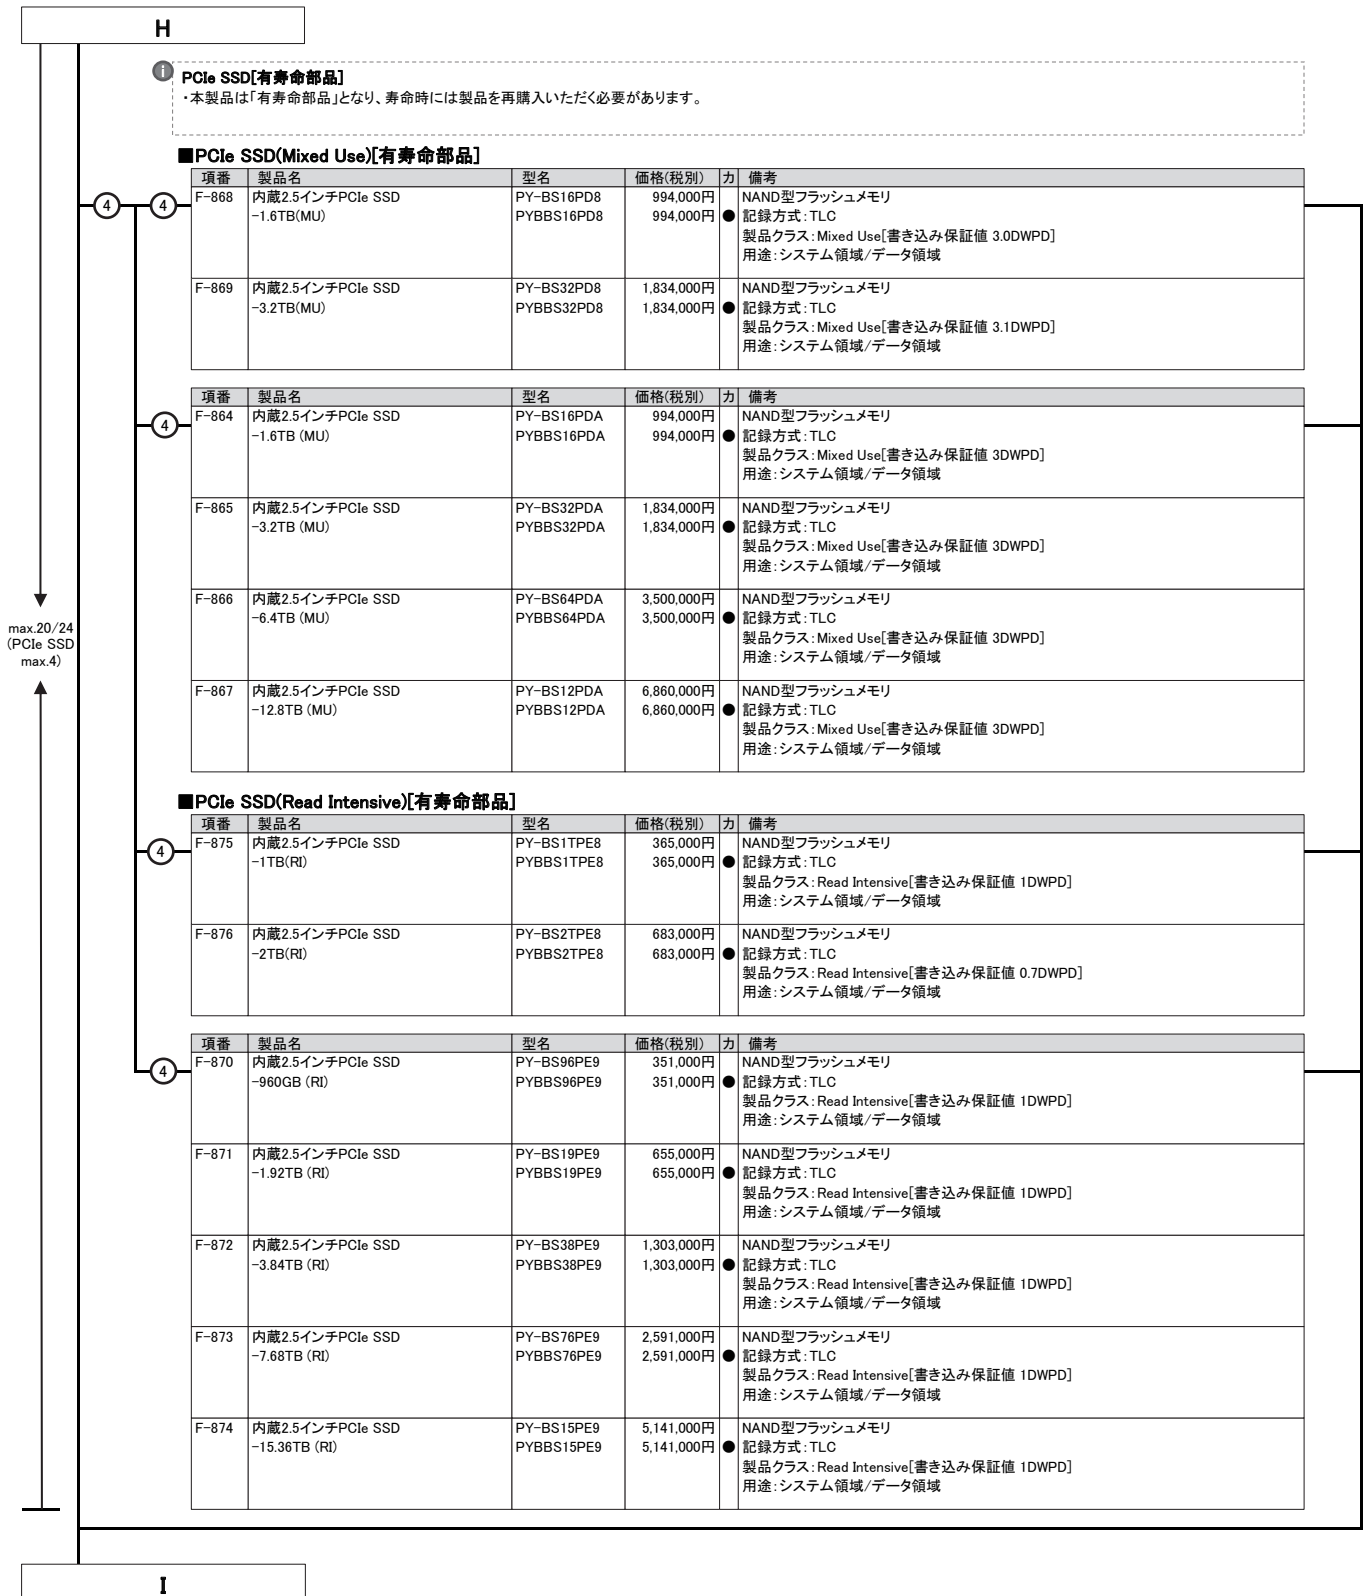 H
i
PCIe SSD[有寿命部品]
・本製品は「有寿命部品」となり、寿命時には製品を再購入いただく必要があります。
■PCIe SSD(Mixed Use)[有寿命部品]
項番 製品名 型名 価格(税別) カ 備考
4 4 F-868 内蔵2.5インチPCIe SSD PY-BS16PD8 994,000円 NAND型フラッシュメモリ
-1.6TB(MU) PYBBS16PD8 994,000円 ● 記録方式：TLC
製品クラス：Mixed Use[書き込み保証値 3.0DWPD]
用途：システム領域/データ領域
F-869 内蔵2.5インチPCIe SSD PY-BS32PD8 1,834,000円 NAND型フラッシュメモリ
-3.2TB(MU) PYBBS32PD8 1,834,000円 ● 記録方式：TLC
製品クラス：Mixed Use[書き込み保証値 3.1DWPD]
用途：システム領域/データ領域
項番 製品名 型名 価格(税別) カ 備考
4 F-864 内蔵2.5インチPCIe SSD PY-BS16PDA 994,000円 NAND型フラッシュメモリ
-1.6TB (MU) PYBBS16PDA 994,000円 ● 記録方式：TLC
製品クラス：Mixed Use[書き込み保証値 3DWPD]
用途：システム領域/データ領域
F-865 内蔵2.5インチPCIe SSD PY-BS32PDA 1,834,000円 NAND型フラッシュメモリ
-3.2TB (MU) PYBBS32PDA 1,834,000円 ● 記録方式：TLC
製品クラス：Mixed Use[書き込み保証値 3DWPD]
用途：システム領域/データ領域
F-866 内蔵2.5インチPCIe SSD PY-BS64PDA 3,500,000円 NAND型フラッシュメモリ
-6.4TB (MU) PYBBS64PDA 3,500,000円 ● 記録方式：TLC
製品クラス：Mixed Use[書き込み保証値 3DWPD]
用途：システム領域/データ領域
max.20/24
(PCIe SSD
max.4)
F-867 内蔵2.5インチPCIe SSD PY-BS12PDA 6,860,000円 NAND型フラッシュメモリ
-12.8TB (MU) PYBBS12PDA 6,860,000円 ● 記録方式：TLC
製品クラス：Mixed Use[書き込み保証値 3DWPD]
用途：システム領域/データ領域
■PCIe SSD(Read Intensive)[有寿命部品]
項番 製品名 型名 価格(税別) カ 備考
4 F-875 内蔵2.5インチPCIe SSD PY-BS1TPE8 365,000円 NAND型フラッシュメモリ
-1TB(RI) PYBBS1TPE8 365,000円 ● 記録方式：TLC
製品クラス：Read Intensive[書き込み保証値 1DWPD]
用途：システム領域/データ領域
F-876 内蔵2.5インチPCIe SSD PY-BS2TPE8 683,000円 NAND型フラッシュメモリ
-2TB(RI) PYBBS2TPE8 683,000円 ● 記録方式：TLC
製品クラス：Read Intensive[書き込み保証値 0.7DWPD]
用途：システム領域/データ領域
項番 製品名 型名 価格(税別) カ 備考
4 F-870 内蔵2.5インチPCIe SSD PY-BS96PE9 351,000円 NAND型フラッシュメモリ
-960GB (RI) PYBBS96PE9 351,000円 ● 記録方式：TLC
製品クラス：Read Intensive[書き込み保証値 1DWPD]
用途：システム領域/データ領域
F-871 内蔵2.5インチPCIe SSD PY-BS19PE9 655,000円 NAND型フラッシュメモリ
-1.92TB (RI) PYBBS19PE9 655,000円 ● 記録方式：TLC
製品クラス：Read Intensive[書き込み保証値 1DWPD]
用途：システム領域/データ領域
F-872 内蔵2.5インチPCIe SSD PY-BS38PE9 1,303,000円 NAND型フラッシュメモリ
-3.84TB (RI) PYBBS38PE9 1,303,000円 ● 記録方式：TLC
製品クラス：Read Intensive[書き込み保証値 1DWPD]
用途：システム領域/データ領域
F-873 内蔵2.5インチPCIe SSD PY-BS76PE9 2,591,000円 NAND型フラッシュメモリ
-7.68TB (RI) PYBBS76PE9 2,591,000円 ● 記録方式：TLC
製品クラス：Read Intensive[書き込み保証値 1DWPD]
用途：システム領域/データ領域
F-874 内蔵2.5インチPCIe SSD PY-BS15PE9 5,141,000円 NAND型フラッシュメモリ
-15.36TB (RI) PYBBS15PE9 5,141,000円 ● 記録方式：TLC
製品クラス：Read Intensive[書き込み保証値 1DWPD]
用途：システム領域/データ領域
I